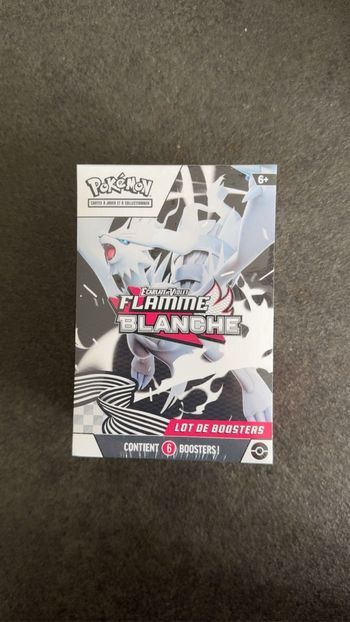 POKÉMON
CARTES À JOUER ET À COLLECTIONNER
6+
ÉCARLATE ET VIOLET
FLAMME
BLANCHE
LOT DE BOOSTERS
CONTIENT 6 BOOSTERS!